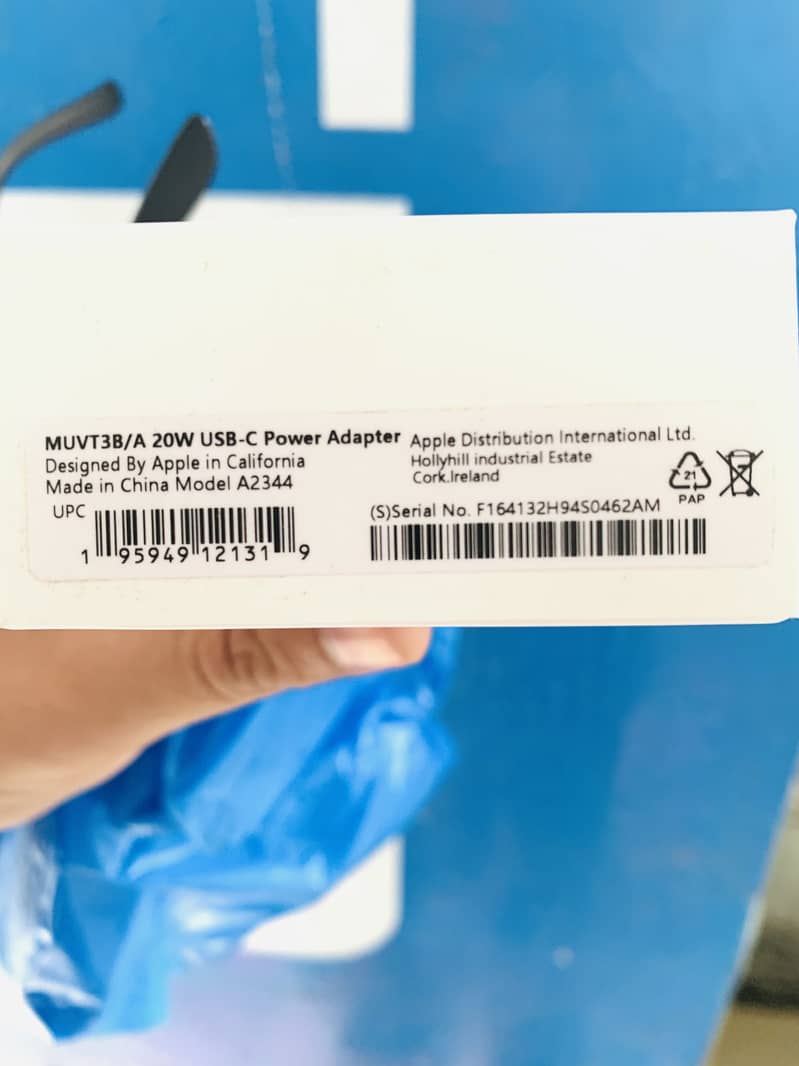 MUVT3B/A 20W USB-C Power Adapter
Designed By Apple in California
Made in China Model A2344
UPC
1 95949 12131 9
Apple Distribution International Ltd.
Hollyhill industrial Estate
Cork.Ireland
(S)Serial No. F164132H94S0462AM
21
PAP